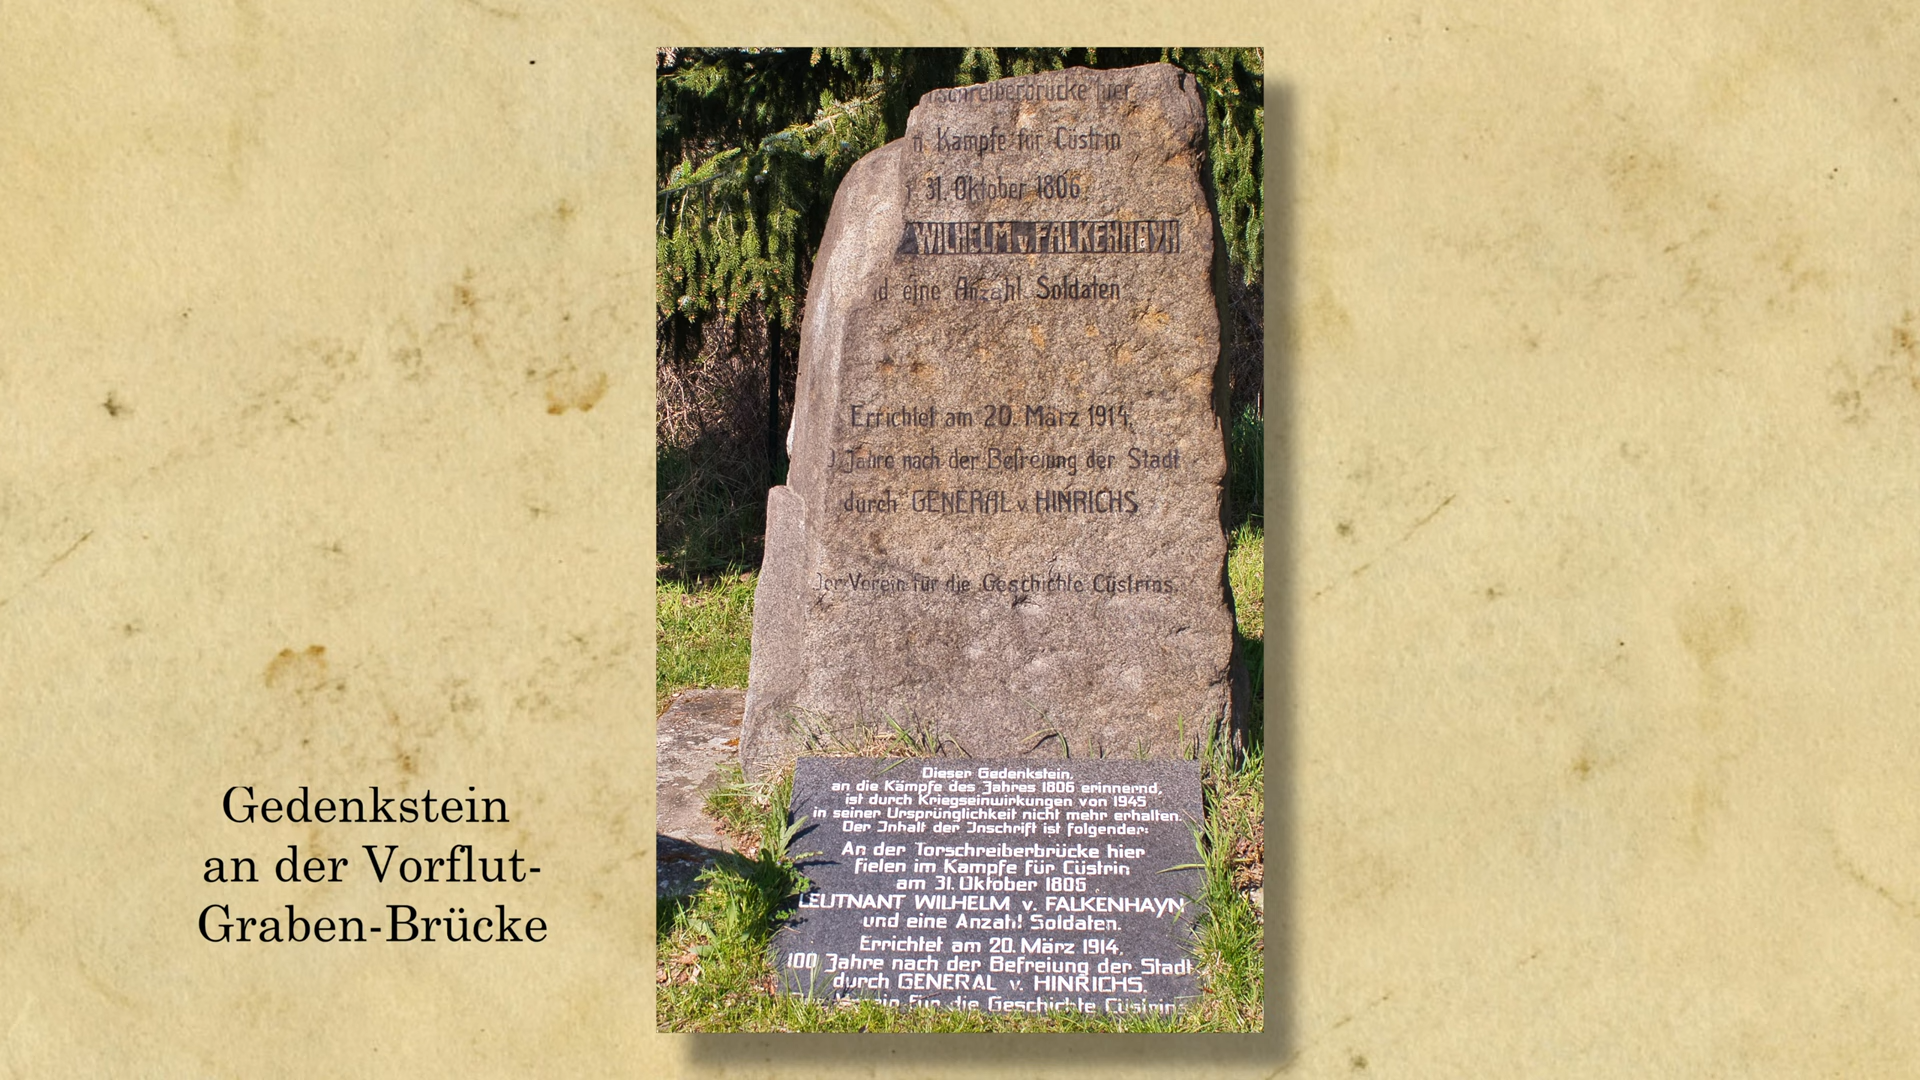 Gedenkstein
an der Vorflut-
Graben-Brücke
schreiberbrücke hier
Kampfe für Cüstrin
31. Oktober 1806
WILHELM v. FALKENHAYN
eine Anzahl Soldaten
Errichtet am 20. März 1914,
Jahre nach der Befreiung der Stadt
durch GENERAL v. HINRICHS
Verein für die Geschichte Cüstrins.
Dieser Gedenkstein,
an die Kämpfe des Jahres 1806 erinnernd,
ist durch Kriegseinwirkungen von 1945
in seiner Ursprünglichkeit nicht mehr erhalten.
Der Inhalt der Inschrift ist folgender:
An der Torschreiberbrücke hier
fielen im Kampfe für Cüstrin
am 31. Oktober 1806
LEUTNANT WILHELM v. FALKENHAYN
und eine Anzahl Soldaten.
Errichtet am 20. März 1914,
100 Jahre nach der Befreiung der Stadt
durch GENERAL v. HINRICHS.
Verein für die Geschichte Cüstrins